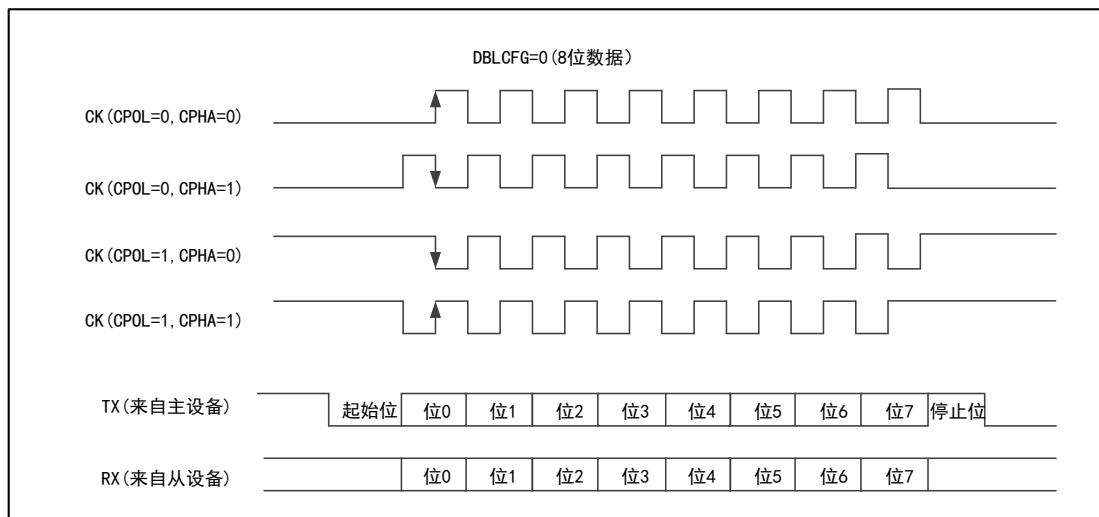 DBLCFG=0(8位数据)
CK(CPOL=0,CPHA=0)
CK(CPOL=0,CPHA=1)
CK(CPOL=1,CPHA=0)
CK(CPOL=1,CPHA=1)
TX(来自主设备) 起始位 位0 位1 位2 位3 位4 位5 位6 位7 停止位
RX(来自从设备) 位0 位1 位2 位3 位4 位5 位6 位7